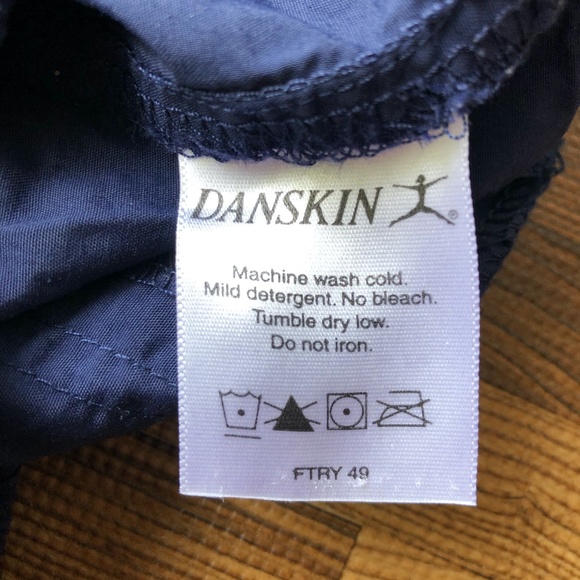 DANSKIN ®
Machine wash cold.
Mild detergent. No bleach.
Tumble dry low.
Do not iron.
FTRY 49